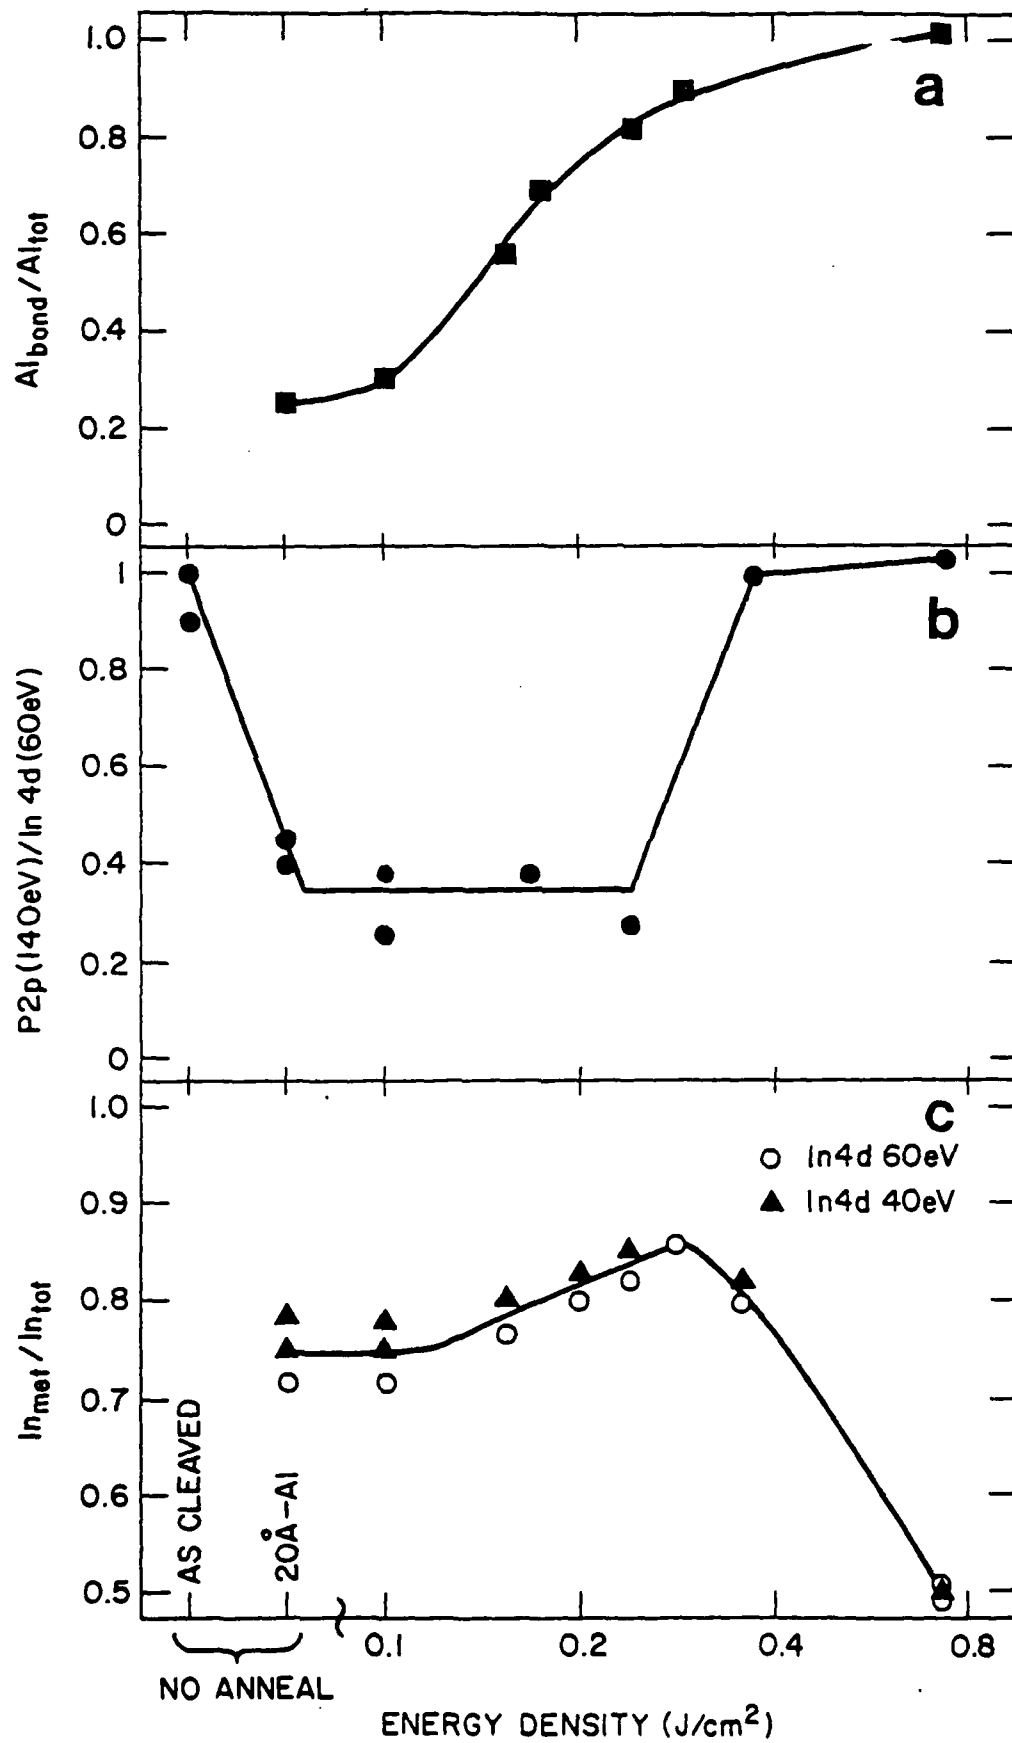 1.0
0.8
0.6
0.4
0.2
0
Al_bond/Al_tot
a
1
0.8
0.6
0.4
0.2
0
P2p(140eV)/In 4d(60eV)
b
1.0
0.9
0.8
0.7
0.6
0.5
In_met/In_tot
c
In4d 60eV
In4d 40eV
AS CLEAVED
20Å-Al
0.1
0.2
0.4
0.8
NO ANNEAL
ENERGY DENSITY (J/cm²)